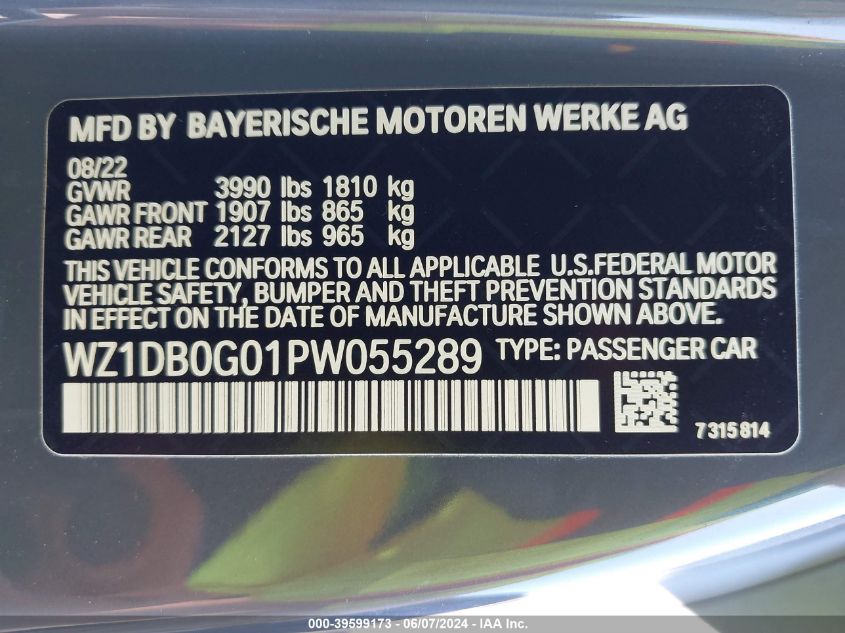 MFD BY BAYERISCHE MOTOREN WERKE AG
08/22
GVWR 3990 lbs 1810 kg
GAWR FRONT 1907 lbs 865 kg
GAWR REAR 2127 lbs 965 kg
THIS VEHICLE CONFORMS TO ALL APPLICABLE U.S.FEDERAL MOTOR
VEHICLE SAFETY, BUMPER AND THEFT PREVENTION STANDARDS
IN EFFECT ON THE DATE OF MANUFACTURE SHOWN ABOVE.
WZ1DB0G01PW055289 TYPE: PASSENGER CAR
7315814
000-39599173 - 06/07/2024 - IAA Inc.